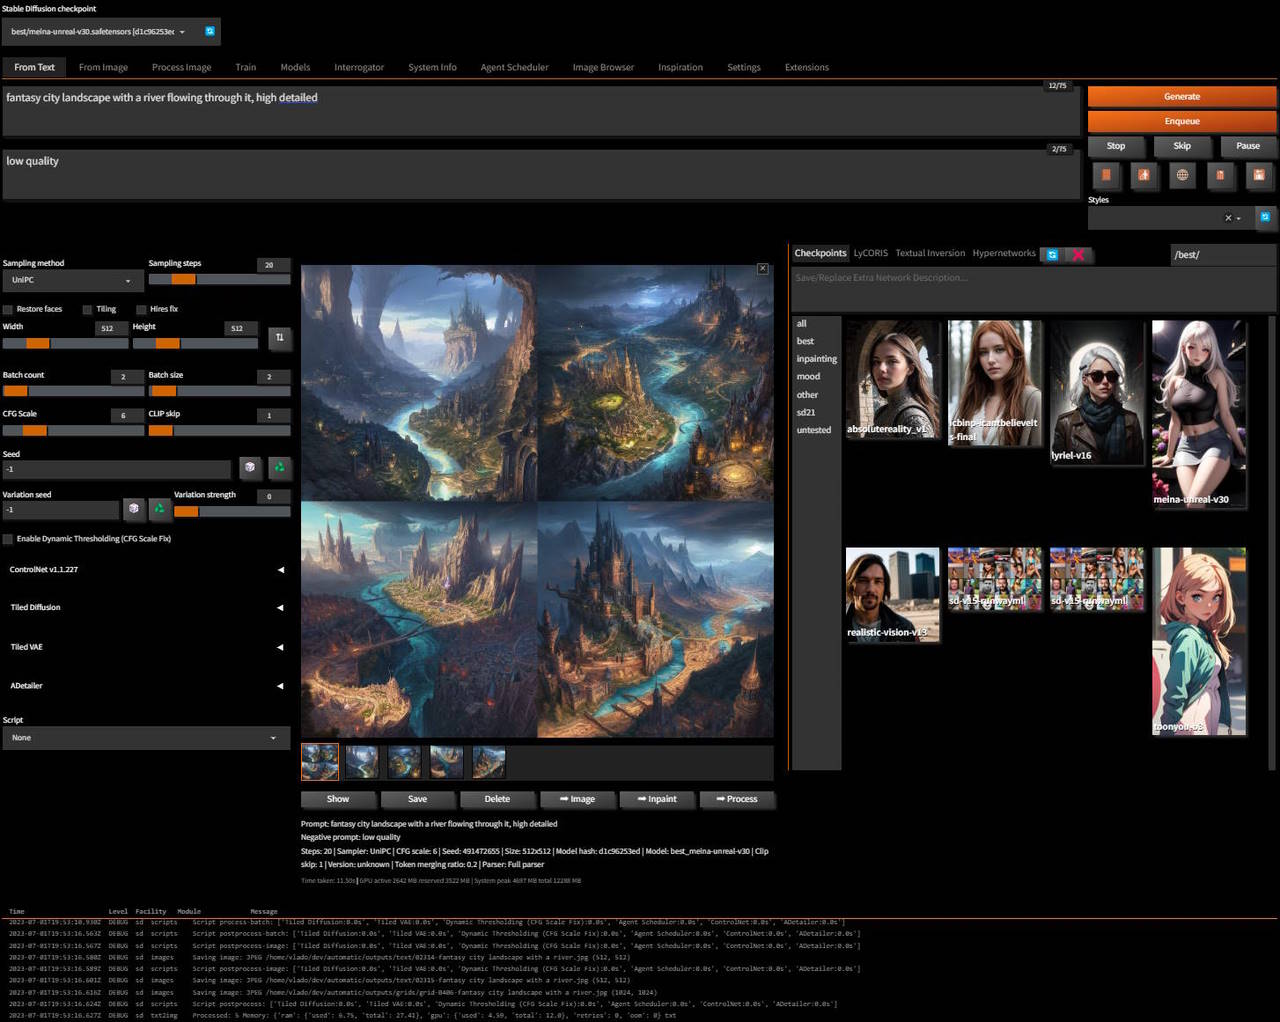 Stable Diffusion checkpoint
best/meina-unreal-v30.safetensors [d1c96253ec
From Text From Image Process Image Train Models Interrogator System Info Agent Scheduler Image Browser Inspiration Settings Extensions
12/75
fantasy city landscape with a river flowing through it, high detailed
Generate
Enqueue
2/75
low quality
Stop Skip Pause
Styles
Sampling method
Sampling steps
20
UniPC
Restore faces Tiling Hires fix
Width 512 Height 512
Batch count 2 Batch size 2
CFG Scale 6 CLIP skip 1
Seed
-1
Variation seed
Variation strength 0
-1
Enable Dynamic Thresholding (CFG Scale Fix)
ControlNet v1.1.227
Tiled Diffusion
Tiled VAE
ADetailer
Script
None
Show Save Delete ➡ Image ➡ Inpaint ➡ Process
Prompt: fantasy city landscape with a river flowing through it, high detailed
Negative prompt: low quality
Steps: 20 | Sampler: UniPC | CFG scale: 6 | Seed: 491472655 | Size: 512x512 | Model hash: d1c96253ed | Model: best_meina-unreal-v30 | Clip
skip: 1 | Version: unknown | Token merging ratio: 0.2 | Parser: Full parser
Time taken: 11.50s | GPU active 2642 MB reserved 3522 MB | System peak 4697 MB total 12288 MB
Checkpoints LyCORIS Textual Inversion Hypernetworks
/best/
Save/Replace Extra Network Description...
all
best
inpainting
mood
other
sd21
untested
absolutereality_v1
icbinp-icantbelieveit
s-final
lyriel-v16
meina-unreal-v30
realistic-vision-v13
sd-v15-runwayml
sd-v15-runwayml
toonyou-b3
Time Level Facility Module Message
2023-07-01T19:53:10.930Z DEBUG sd scripts Script process-batch: ['Tiled Diffusion:0.0s', 'Tiled VAE:0.0s', 'Dynamic Thresholding (CFG Scale Fix):0.0s', 'Agent Scheduler:0.0s', 'ControlNet:0.0s', 'ADetailer:0.0s']
2023-07-01T19:53:16.563Z DEBUG sd scripts Script postprocess-batch: ['Tiled Diffusion:0.0s', 'Tiled VAE:0.0s', 'Dynamic Thresholding (CFG Scale Fix):0.0s', 'Agent Scheduler:0.0s', 'ControlNet:0.0s', 'ADetailer:0.0s']
2023-07-01T19:53:16.567Z DEBUG sd scripts Script postprocess-image: ['Tiled Diffusion:0.0s', 'Tiled VAE:0.0s', 'Dynamic Thresholding (CFG Scale Fix):0.0s', 'Agent Scheduler:0.0s', 'ControlNet:0.0s', 'ADetailer:0.0s']
2023-07-01T19:53:16.580Z DEBUG sd images Saving image: JPEG /home/vlado/dev/automatic/outputs/text/02314-fantasy city landscape with a river.jpg (512, 512)
2023-07-01T19:53:16.589Z DEBUG sd scripts Script postprocess-image: ['Tiled Diffusion:0.0s', 'Tiled VAE:0.0s', 'Dynamic Thresholding (CFG Scale Fix):0.0s', 'Agent Scheduler:0.0s', 'ControlNet:0.0s', 'ADetailer:0.0s']
2023-07-01T19:53:16.601Z DEBUG sd images Saving image: JPEG /home/vlado/dev/automatic/outputs/text/02315-fantasy city landscape with a river.jpg (512, 512)
2023-07-01T19:53:16.616Z DEBUG sd images Saving image: JPEG /home/vlado/dev/automatic/outputs/grids/grid-0406-fantasy city landscape with a river.jpg (1024, 1024)
2023-07-01T19:53:16.624Z DEBUG sd scripts Script postprocess: ['Tiled Diffusion:0.0s', 'Tiled VAE:0.0s', 'Dynamic Thresholding (CFG Scale Fix):0.0s', 'Agent Scheduler:0.0s', 'ControlNet:0.0s', 'ADetailer:0.0s']
2023-07-01T19:53:16.627Z DEBUG sd txt2img Processed: 5 Memory: {'ram': {'used': 6.75, 'total': 27.41}, 'gpu': {'used': 4.59, 'total': 12.0}, 'retries': 0, 'oom': 0} txt